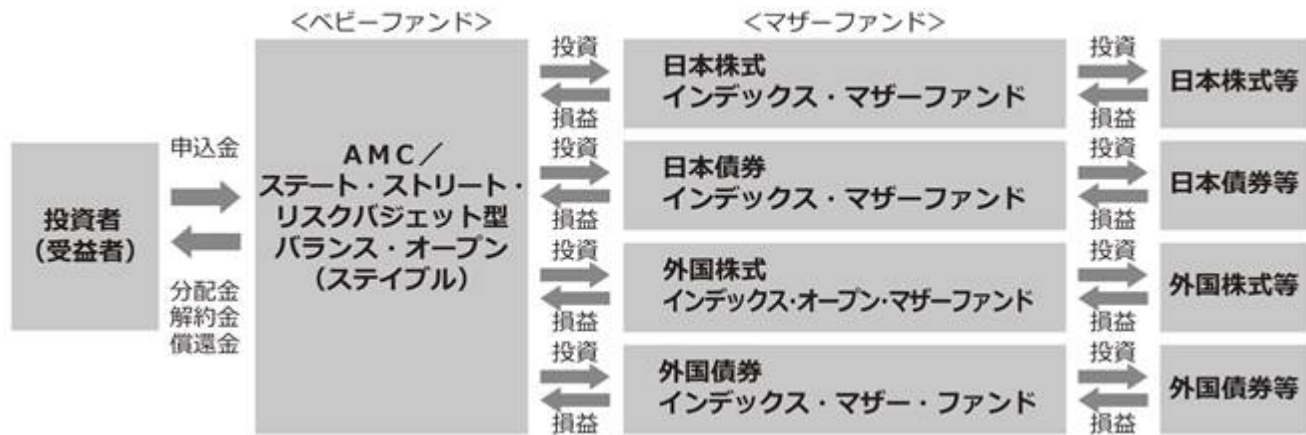 <ベビーファンド>
<マザーファンド>
投資者
(受益者)
申込金
分配金
解約金
償還金
AMC/
ステート・ストリート・
リスクバジェット型
バランス・オープン
(ステイブル)
投資
損益
日本株式
インデックス・マザーファンド
投資
損益
日本株式等
投資
損益
日本債券
インデックス・マザーファンド
投資
損益
日本債券等
投資
損益
外国株式
インデックス・オープン・マザーファンド
投資
損益
外国株式等
投資
損益
外国債券
インデックス・マザー・ファンド
投資
損益
外国債券等